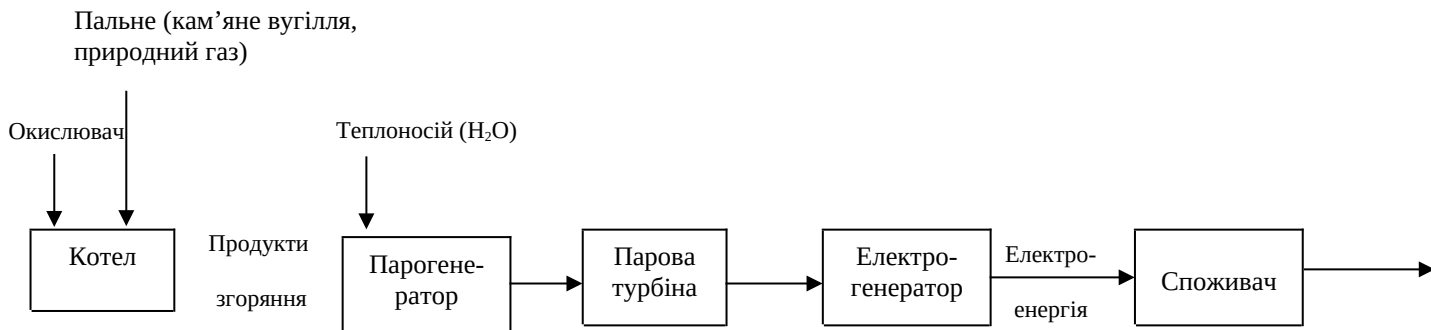 Пальне (кам’яне вугілля,
природний газ)
Окислювач
Теплоносій (H₂O)
Котел
Продукти
згоряння
Парогене-
ратор
Парова
турбіна
Електро-
генератор
Електро-
енергія
Споживач